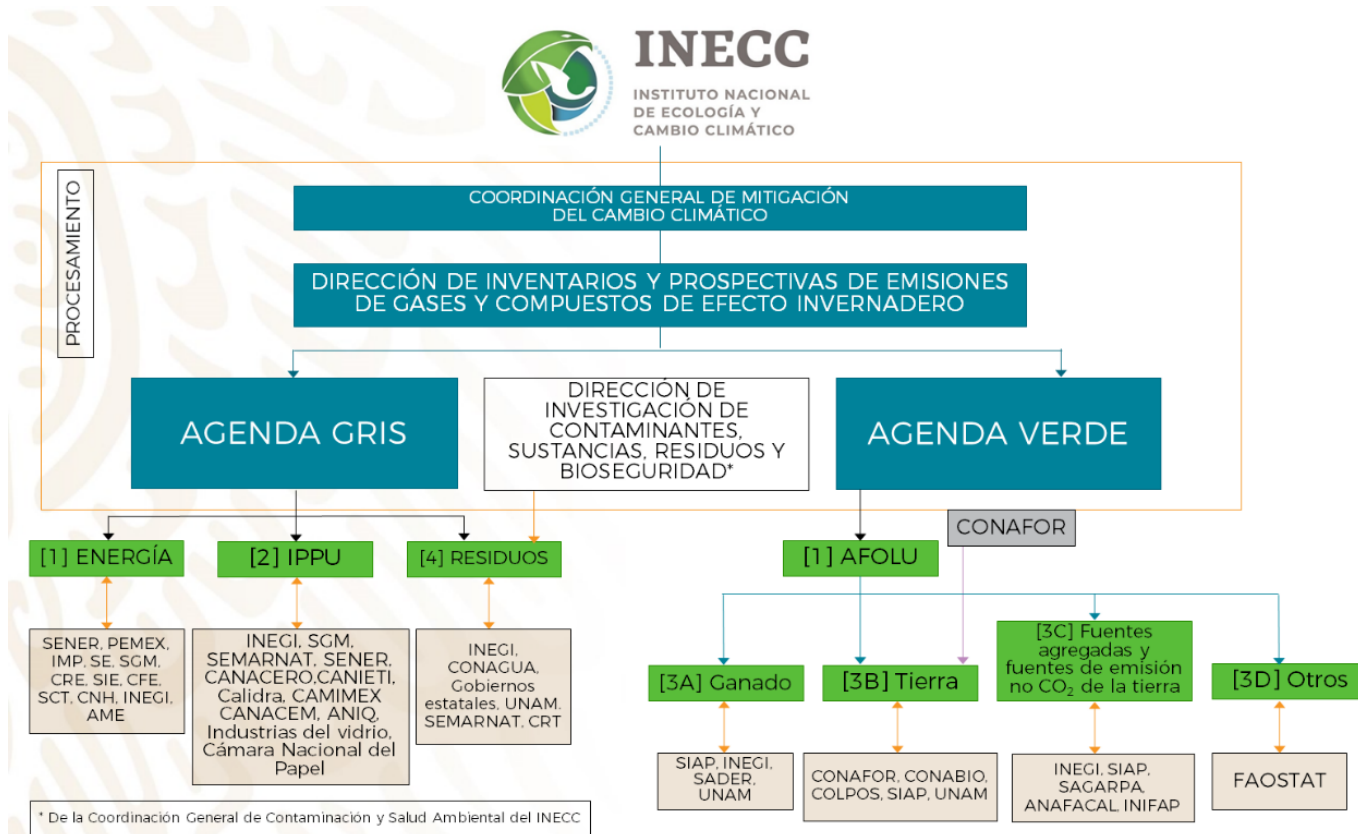 INECC
INSTITUTO NACIONAL
DE ECOLOGÍA Y
CAMBIO CLIMÁTICO
PROCESAMIENTO
COORDINACIÓN GENERAL DE MITIGACIÓN
DEL CAMBIO CLIMÁTICO
DIRECCIÓN DE INVENTARIOS Y PROSPECTIVAS DE EMISIONES
DE GASES Y COMPUESTOS DE EFECTO INVERNADERO
AGENDA GRIS
DIRECCIÓN DE
INVESTIGACIÓN DE
CONTAMINANTES,
SUSTANCIAS, RESIDUOS Y
BIOSEGURIDAD*
AGENDA VERDE
CONAFOR
[1] ENERGÍA
[2] IPPU
[4] RESIDUOS
[1] AFOLU
SENER, PEMEX,
IMP, SE, SGM,
CRE, SIE, CFE,
SCT, CNH, INEGI,
AME
INEGI, SGM,
SEMARNAT, SENER,
CANACERO,CANIETI,
Calidra, CAMIMEX
CANACEM, ANIQ,
Industrias del vidrio,
Cámara Nacional del
Papel
INEGI,
CONAGUA,
Gobiernos
estatales, UNAM.
SEMARNAT, CRT
[3A] Ganado
[3B] Tierra
[3C] Fuentes
agregadas y
fuentes de emisión
no CO₂ de la tierra
[3D] Otros
SIAP, INEGI,
SADER,
UNAM
CONAFOR, CONABIO,
COLPOS, SIAP, UNAM
INEGI, SIAP,
SAGARPA,
ANAFACAL, INIFAP
FAOSTAT
* De la Coordinación General de Contaminación y Salud Ambiental del INECC